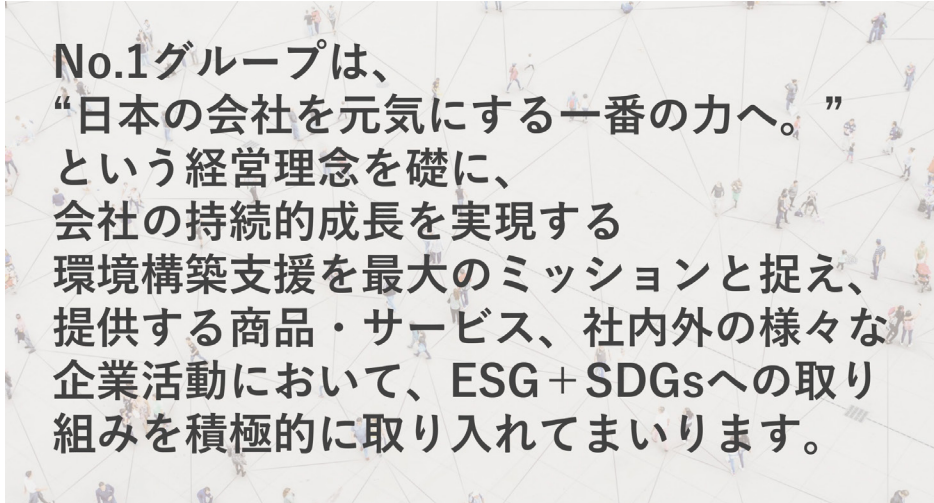 No.1グループは、
“日本の会社を元気にする一番の力へ。”
という経営理念を礎に、
会社の持続的成長を実現する
環境構築支援を最大のミッションと捉え、
提供する商品・サービス、社内外の様々な
企業活動において、ESG＋SDGsへの取り
組みを積極的に取り入れてまいります。